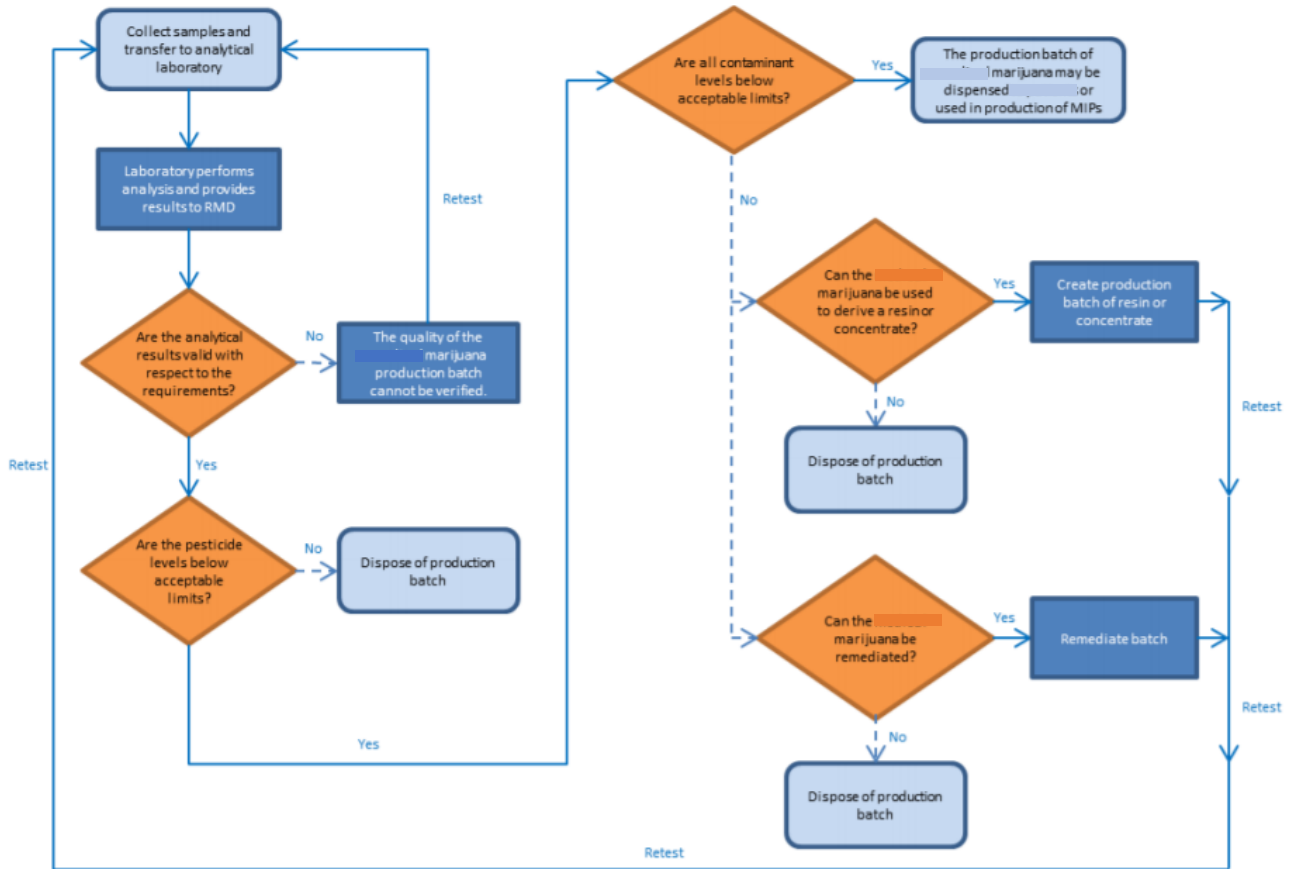 Collect samples and
transfer to analytical
laboratory
Laboratory performs
analysis and provides
results to RMD
Retest
Are the analytical
results valid with
respect to the
requirements?
No
The quality of the
marijuana
production batch
cannot be verified.
Retest
Yes
Are the pesticide
levels below
acceptable
limits?
No
Dispose of production
batch
Yes
Are all contaminant
levels below
acceptable limits?
Yes
The production batch of
marijuana may be
dispensed
or
used in production of MIPs
No
Can the
marijuana be used
to derive a resin or
concentrate?
Yes
Create production
batch of resin or
concentrate
No
Retest
Dispose of production
batch
Can the
marijuana be
remediated?
Yes
Remediate batch
No
Retest
Dispose of production
batch
Retest